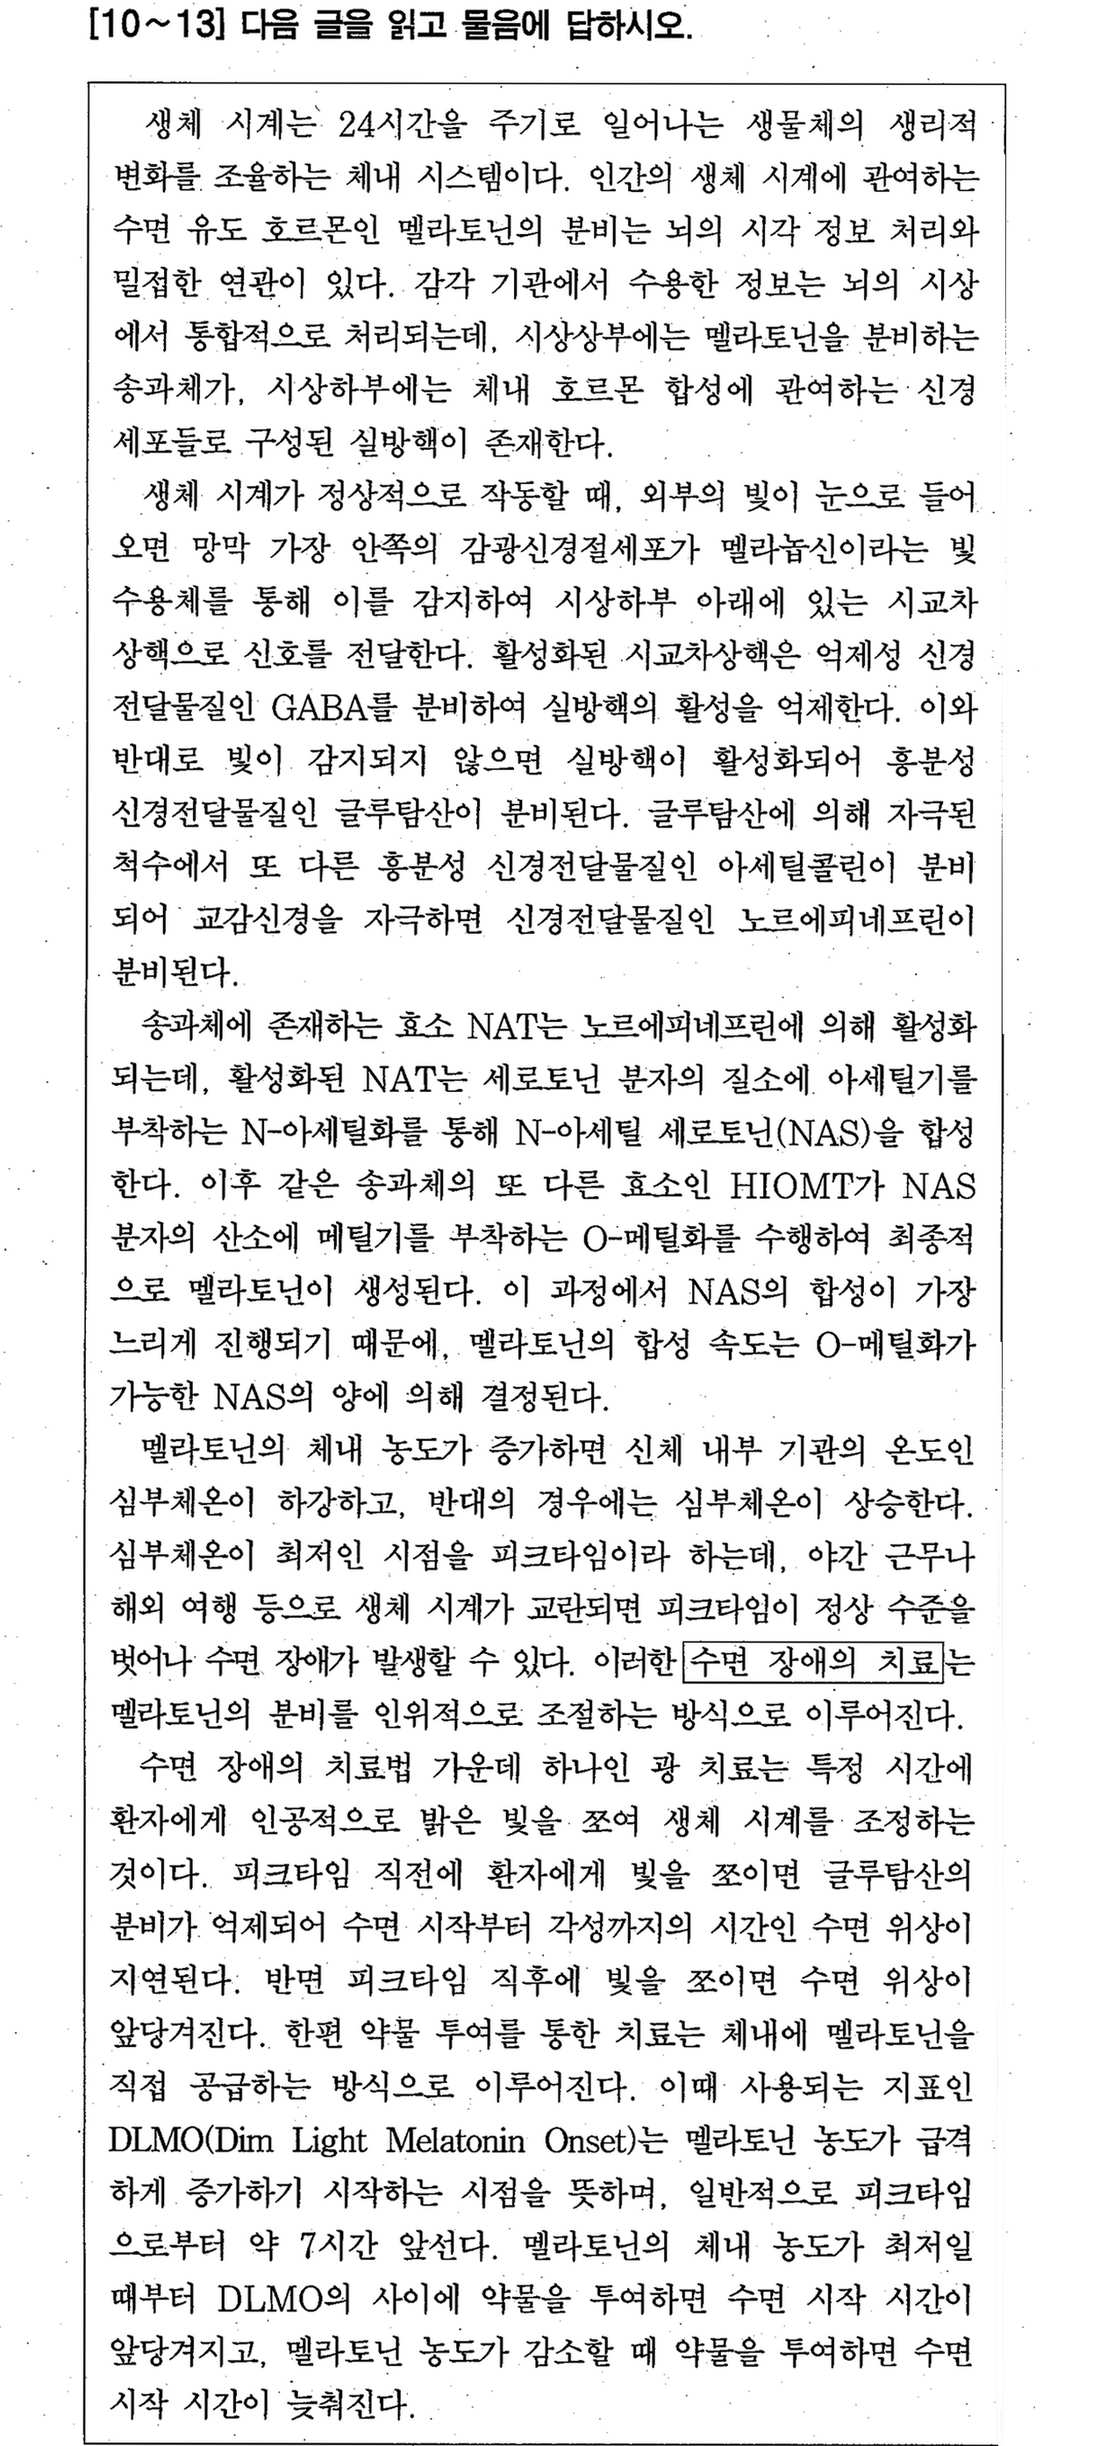 [10～13] 다음 글을 읽고 물음에 답하시오.
생체 시계는 24시간을 주기로 일어나는 생물체의 생리적
변화를 조율하는 체내 시스템이다. 인간의 생체 시계에 관여하는
수면 유도 호르몬인 멜라토닌의 분비는 뇌의 시각 정보 처리와
밀접한 연관이 있다. 감각 기관에서 수용한 정보는 뇌의 시상
에서 통합적으로 처리되는데, 시상상부에는 멜라토닌을 분비하는
송과체가, 시상하부에는 체내 호르몬 합성에 관여하는 신경
세포들로 구성된 실방핵이 존재한다.
생체 시계가 정상적으로 작동할 때, 외부의 빛이 눈으로 들어
오면 망막 가장 안쪽의 감광신경절세포가 멜라놉신이라는 빛
수용체를 통해 이를 감지하여 시상하부 아래에 있는 시교차
상핵으로 신호를 전달한다. 활성화된 시교차상핵은 억제성 신경
전달물질인 GABA를 분비하여 실방핵의 활성을 억제한다. 이와
반대로 빛이 감지되지 않으면 실방핵이 활성화되어 흥분성
신경전달물질인 글루탐산이 분비된다. 글루탐산에 의해 자극된
척수에서 또 다른 흥분성 신경전달물질인 아세틸콜린이 분비
되어 교감신경을 자극하면 신경전달물질인 노르에피네프린이
분비된다.
송과체에 존재하는 효소 NAT는 노르에피네프린에 의해 활성화
되는데, 활성화된 NAT는 세로토닌 분자의 질소에 아세틸기를
부착하는 N-아세틸화를 통해 N-아세틸 세로토닌(NAS)을 합성
한다. 이후 같은 송과체의 또 다른 효소인 HIOMT가 NAS
분자의 산소에 메틸기를 부착하는 O-메틸화를 수행하여 최종적
으로 멜라토닌이 생성된다. 이 과정에서 NAS의 합성이 가장
느리게 진행되기 때문에, 멜라토닌의 합성 속도는 O-메틸화가
가능한 NAS의 양에 의해 결정된다.
멜라토닌의 체내 농도가 증가하면 신체 내부 기관의 온도인
심부체온이 하강하고, 반대의 경우에는 심부체온이 상승한다.
심부체온이 최저인 시점을 피크타임이라 하는데, 야간 근무나
해외 여행 등으로 생체 시계가 교란되면 피크타임이 정상 수준을
벗어나 수면 장애가 발생할 수 있다. 이러한 수면 장애의 치료는
멜라토닌의 분비를 인위적으로 조절하는 방식으로 이루어진다.
수면 장애의 치료법 가운데 하나인 광 치료는 특정 시간에
환자에게 인공적으로 밝은 빛을 쪼여 생체 시계를 조정하는
것이다. 피크타임 직전에 환자에게 빛을 쪼이면 글루탐산의
분비가 억제되어 수면 시작부터 각성까지의 시간인 수면 위상이
지연된다. 반면 피크타임 직후에 빛을 쪼이면 수면 위상이
앞당겨진다. 한편 약물 투여를 통한 치료는 체내에 멜라토닌을
직접 공급하는 방식으로 이루어진다. 이때 사용되는 지표인
DLMO(Dim Light Melatonin Onset)는 멜라토닌 농도가 급격
하게 증가하기 시작하는 시점을 뜻하며, 일반적으로 피크타임
으로부터 약 7시간 앞선다. 멜라토닌의 체내 농도가 최저일
때부터 DLMO의 사이에 약물을 투여하면 수면 시작 시간이
앞당겨지고, 멜라토닌 농도가 감소할 때 약물을 투여하면 수면
시작 시간이 늦춰진다.